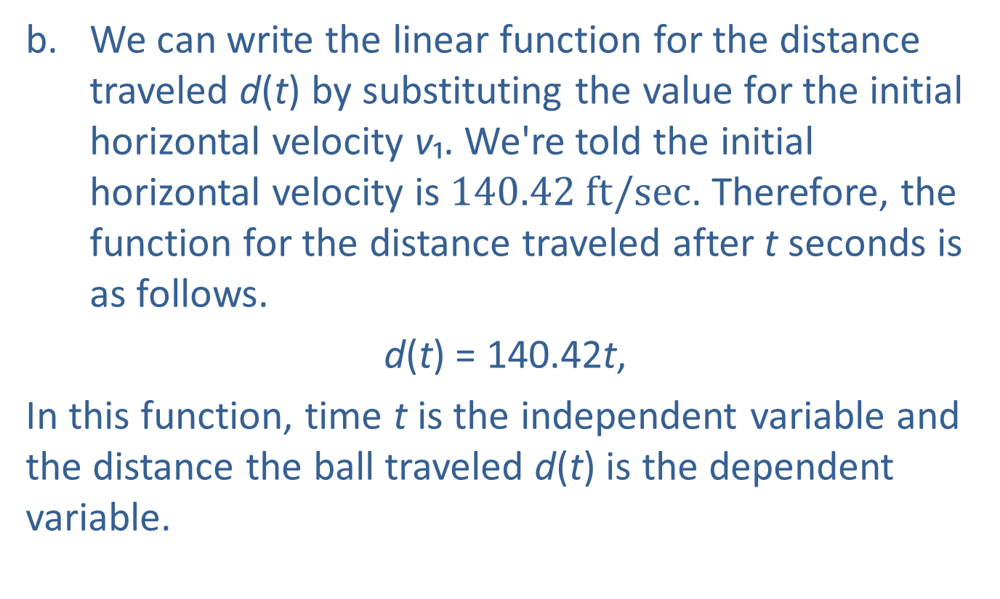 b. We can write the linear function for the distance
traveled d(t) by substituting the value for the initial
horizontal velocity v₁. We're told the initial
horizontal velocity is 140.42 ft/sec. Therefore, the
function for the distance traveled after t seconds is
as follows.
d(t) = 140.42t,
In this function, time t is the independent variable and
the distance the ball traveled d(t) is the dependent
variable.